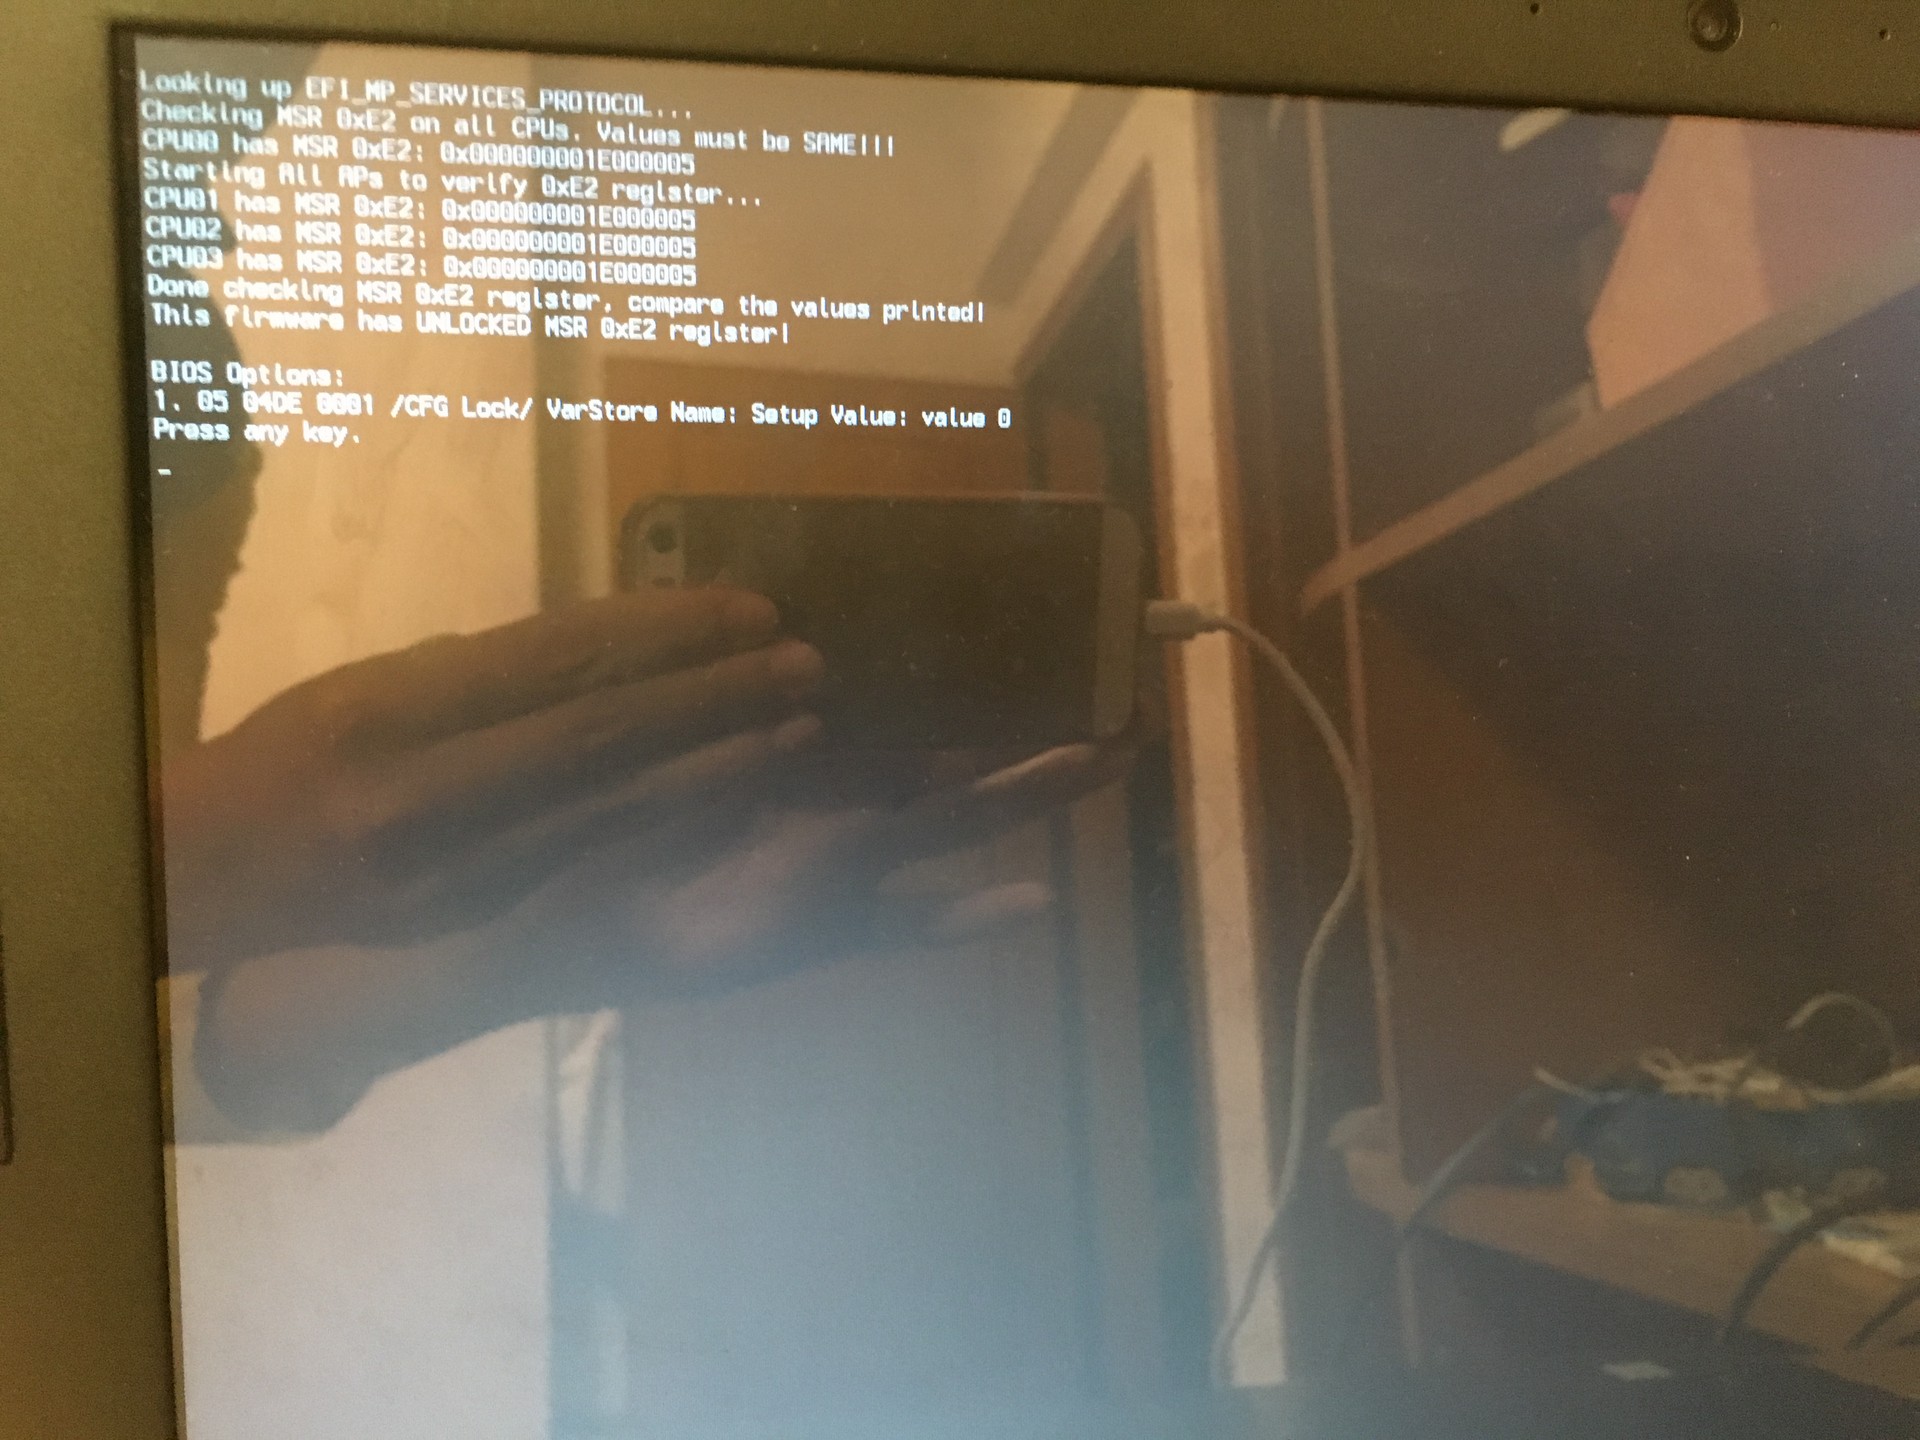 Looking up EFI_MP_SERVICES_PROTOCOL...
Checking MSR 0xE2 on all CPUs. Values must be SAME!!!
CPU00 has MSR 0xE2: 0x000000001E000005
Starting All APs to verify 0xE2 register...
CPU01 has MSR 0xE2: 0x000000001E000005
CPU02 has MSR 0xE2: 0x000000001E000005
CPU03 has MSR 0xE2: 0x000000001E000005
Done checking MSR 0xE2 register, compare the values printed!
This firmware has UNLOCKED MSR 0xE2 register!
BIOS Options:
1. 05 04DE 0001 /CFG Lock/ VarStore Name: Setup Value: value 0
Press any key.